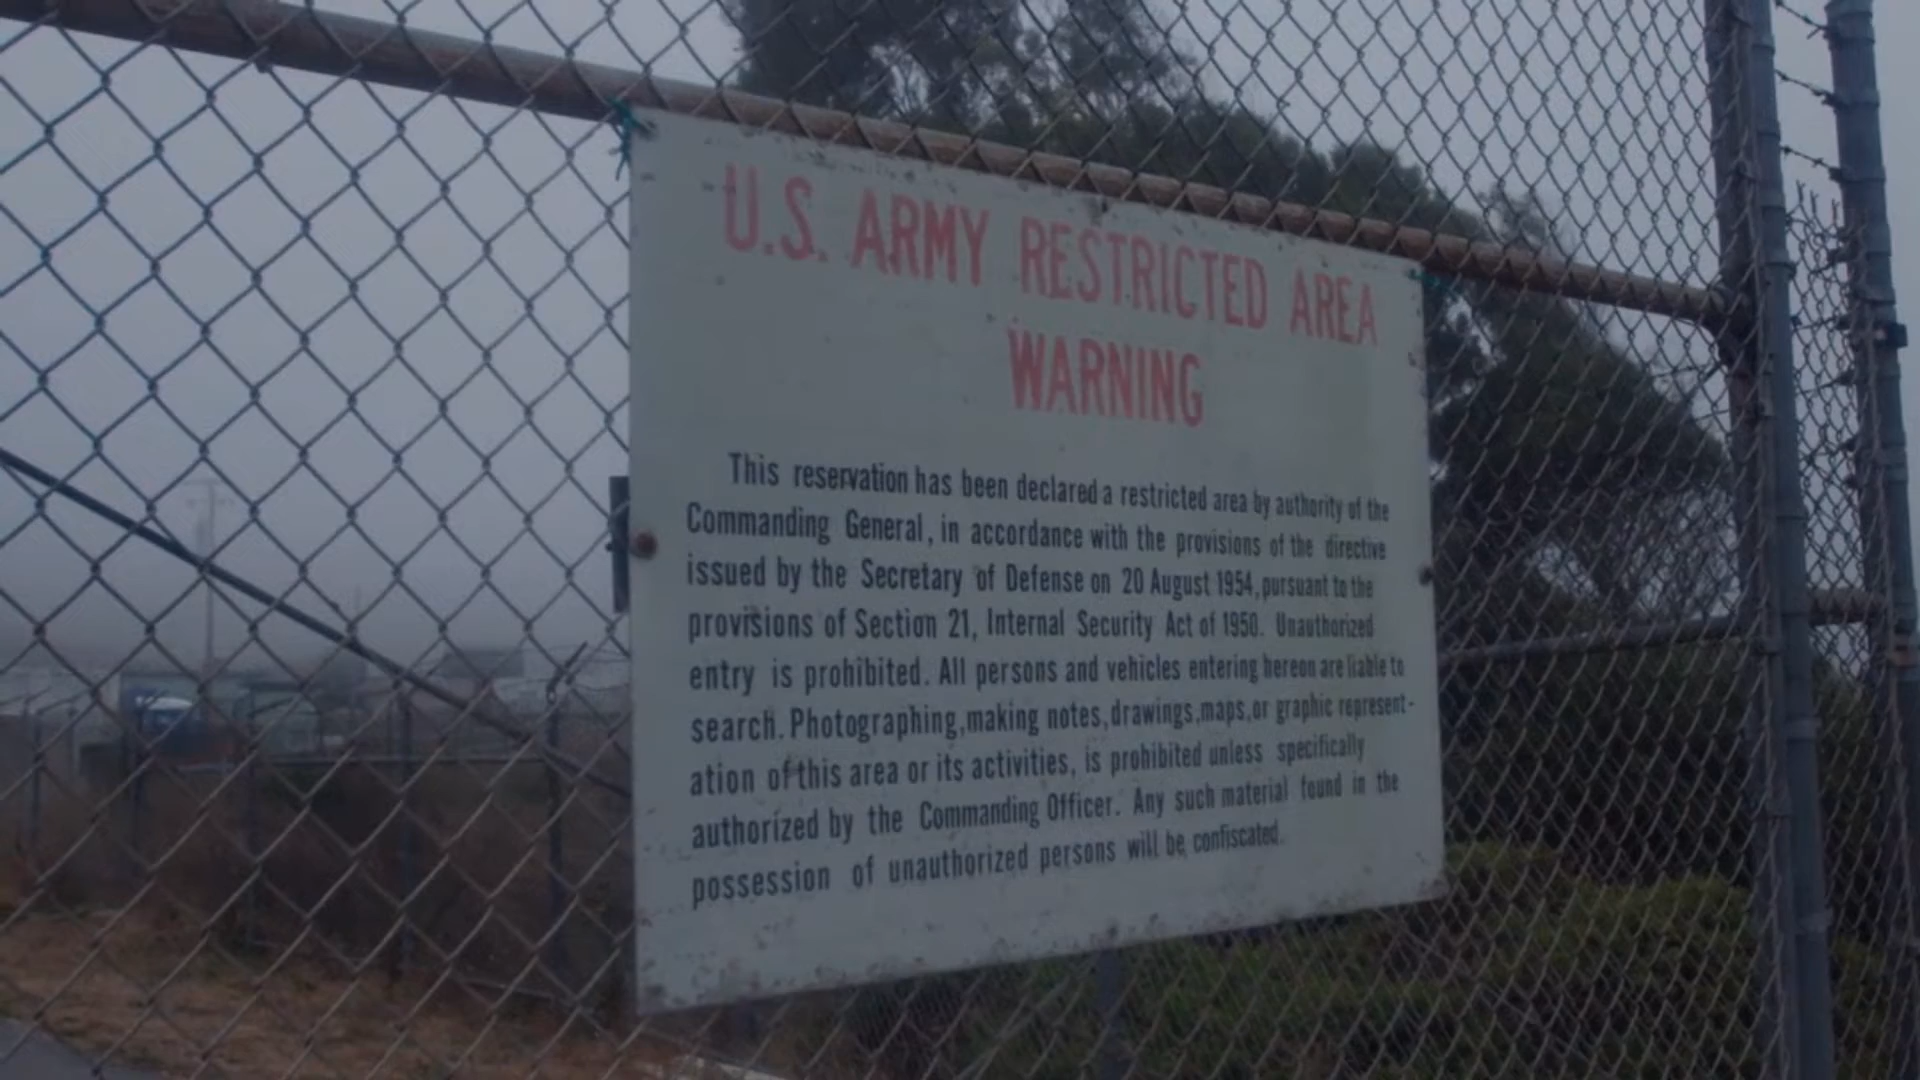 U.S. ARMY RESTRICTED AREA
WARNING
This reservation has been declared a restricted area by authority of the
Commanding General, in accordance with the provisions of the directive
issued by the Secretary of Defense on 20 August 1954, pursuant to the
provisions of Section 21, Internal Security Act of 1950. Unauthorized
entry is prohibited. All persons and vehicles entering hereon are liable to
search. Photographing, making notes, drawings, maps, or graphic represent-
ation of this area or its activities, is prohibited unless specifically
authorized by the Commanding Officer. Any such material found in the
possession of unauthorized persons will be confiscated.